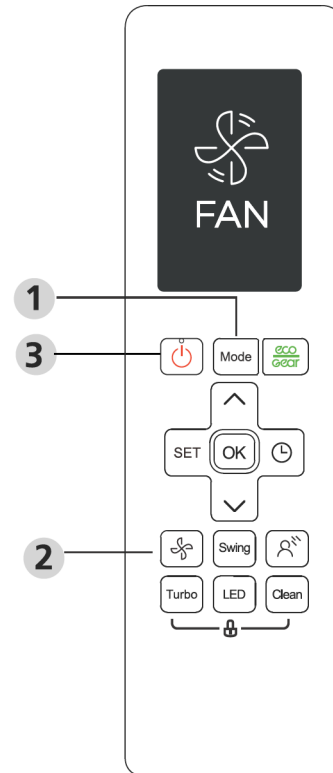 FAN
1
3
Mode
eco
GEAR
SET
OK
2
Swing
Turbo
LED
Clean